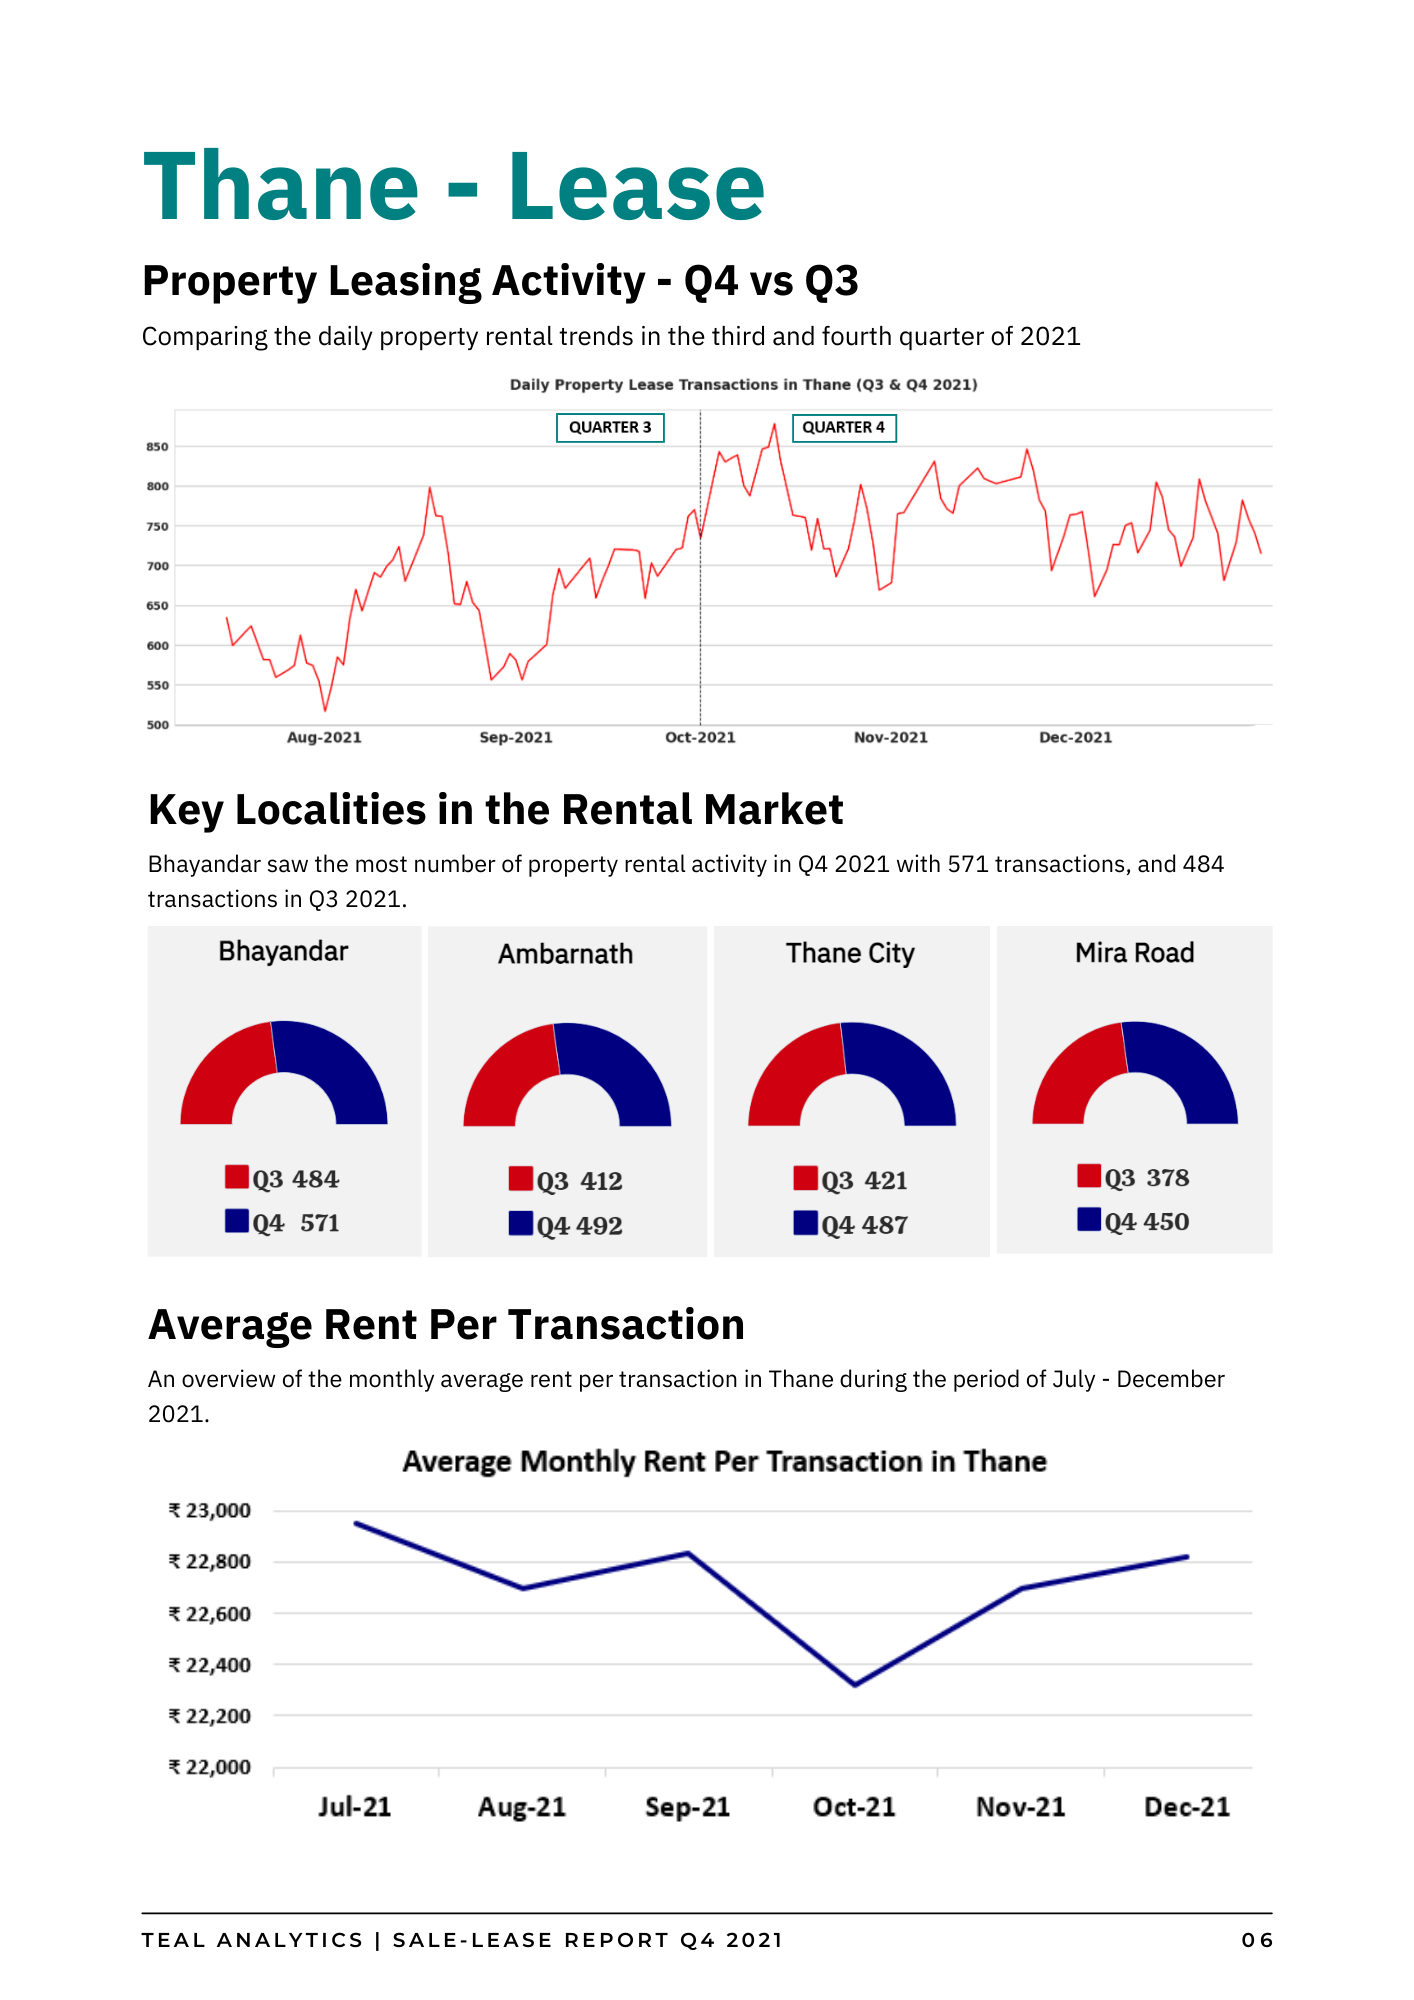 Thane - Lease
Property Leasing Activity - Q4 vs Q3
Comparing the daily property rental trends in the third and fourth quarter of 2021
Daily Property Lease Transactions in Thane (Q3 & Q4 2021)
QUARTER 3
QUARTER 4
850
800
750
700
650
600
550
500
Aug-2021 Sep-2021 Oct-2021 Nov-2021 Dec-2021
Key Localities in the Rental Market
Bhayandar saw the most number of property rental activity in Q4 2021 with 571 transactions, and 484
transactions in Q3 2021.
Bhayandar
Q3 484
Q4 571
Ambarnath
Q3 412
Q4 492
Thane City
Q3 421
Q4 487
Mira Road
Q3 378
Q4 450
Average Rent Per Transaction
An overview of the monthly average rent per transaction in Thane during the period of July - December
2021.
Average Monthly Rent Per Transaction in Thane
₹ 23,000
₹ 22,800
₹ 22,600
₹ 22,400
₹ 22,200
₹ 22,000
Jul-21 Aug-21 Sep-21 Oct-21 Nov-21 Dec-21
TEAL ANALYTICS | SALE-LEASE REPORT Q4 2021 06